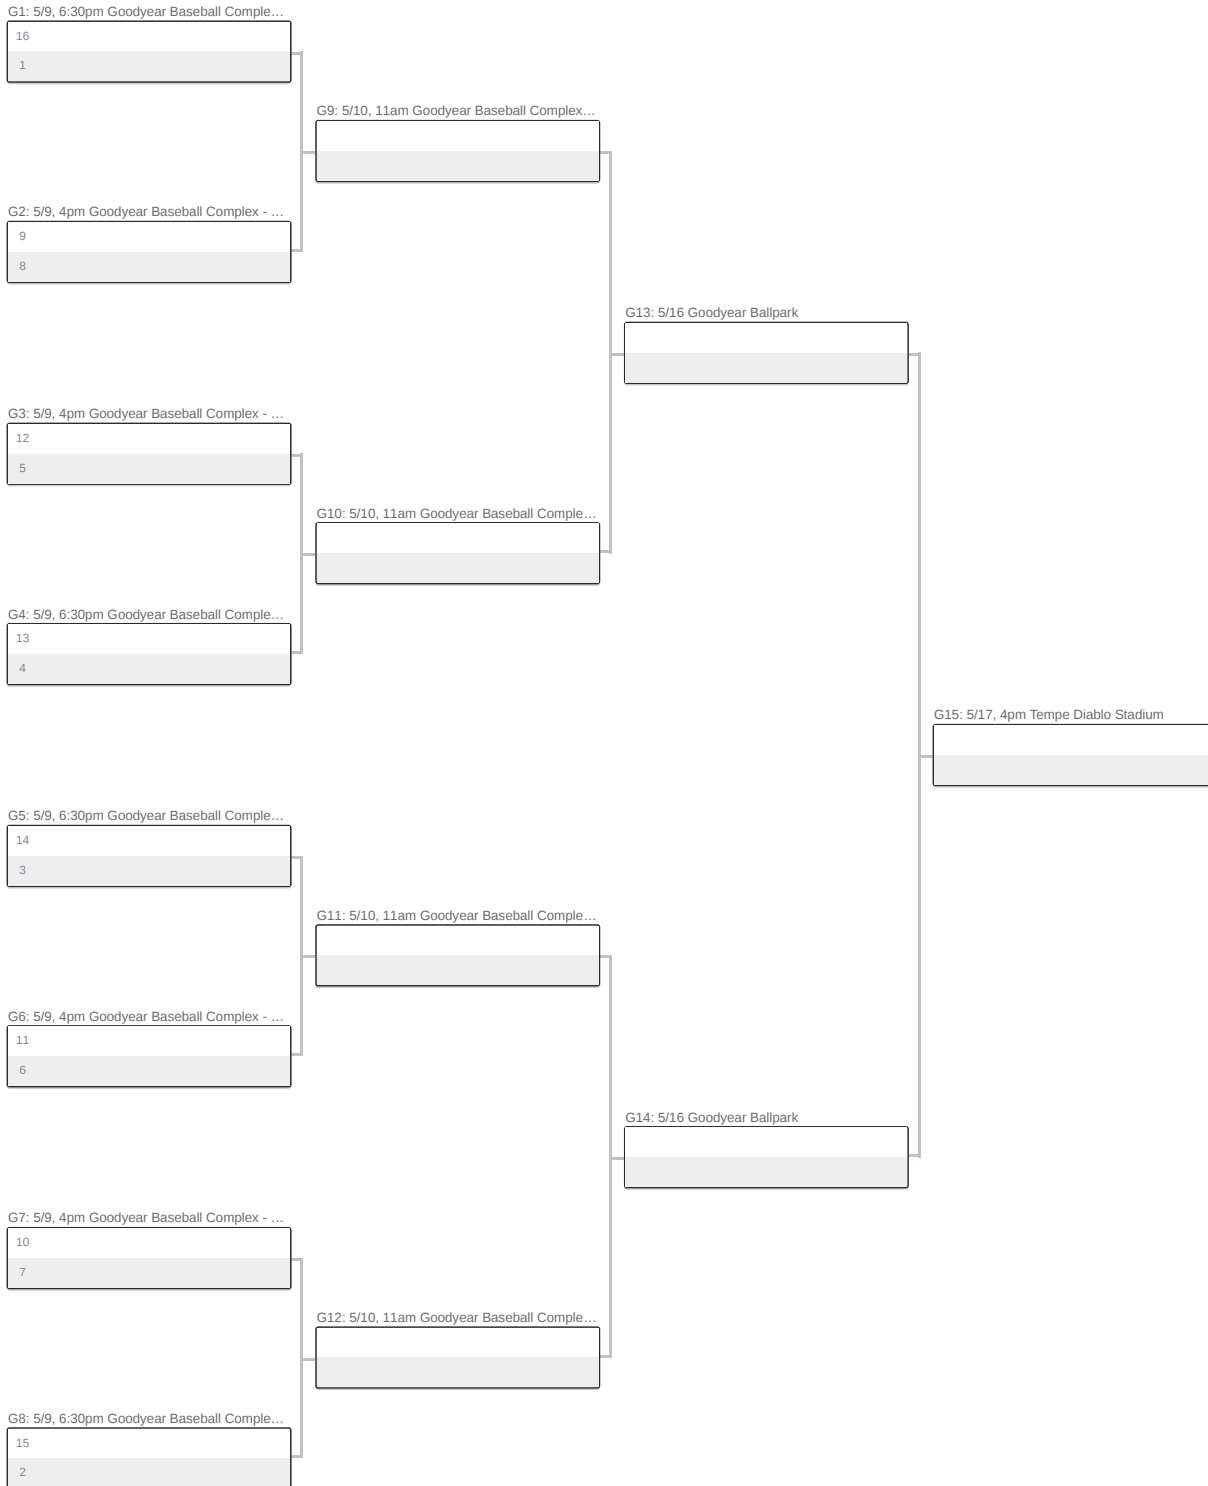 G1: 5/9, 6:30pm Goodyear Baseball Comple…
16
1
G9: 5/10, 11am Goodyear Baseball Complex…
G2: 5/9, 4pm Goodyear Baseball Complex - …
9
8
G13: 5/16 Goodyear Ballpark
G3: 5/9, 4pm Goodyear Baseball Complex - …
12
5
G10: 5/10, 11am Goodyear Baseball Comple…
G4: 5/9, 6:30pm Goodyear Baseball Comple…
13
4
G15: 5/17, 4pm Tempe Diablo Stadium
G5: 5/9, 6:30pm Goodyear Baseball Comple…
14
3
G11: 5/10, 11am Goodyear Baseball Comple…
G6: 5/9, 4pm Goodyear Baseball Complex - …
11
6
G14: 5/16 Goodyear Ballpark
G7: 5/9, 4pm Goodyear Baseball Complex - …
10
7
G12: 5/10, 11am Goodyear Baseball Comple…
G8: 5/9, 6:30pm Goodyear Baseball Comple…
15
2